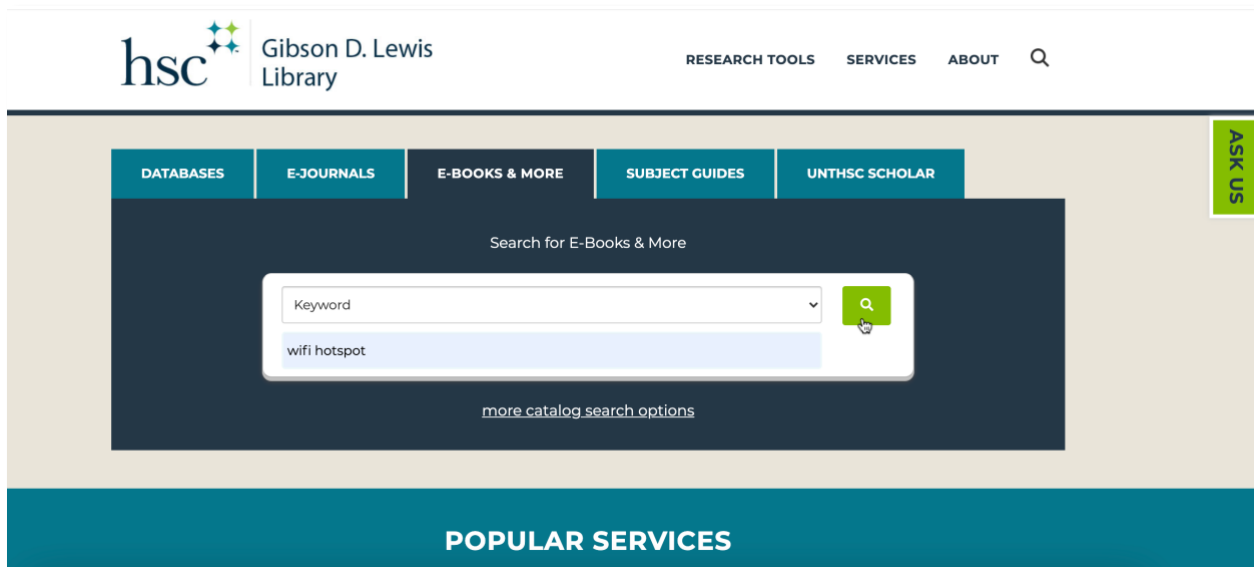 hsc Gibson D. Lewis
Library
RESEARCH TOOLS SERVICES ABOUT
ASK US
DATABASES E-JOURNALS E-BOOKS & MORE SUBJECT GUIDES UNTHSC SCHOLAR
Search for E-Books & More
Keyword
wifi hotspot
more catalog search options
POPULAR SERVICES